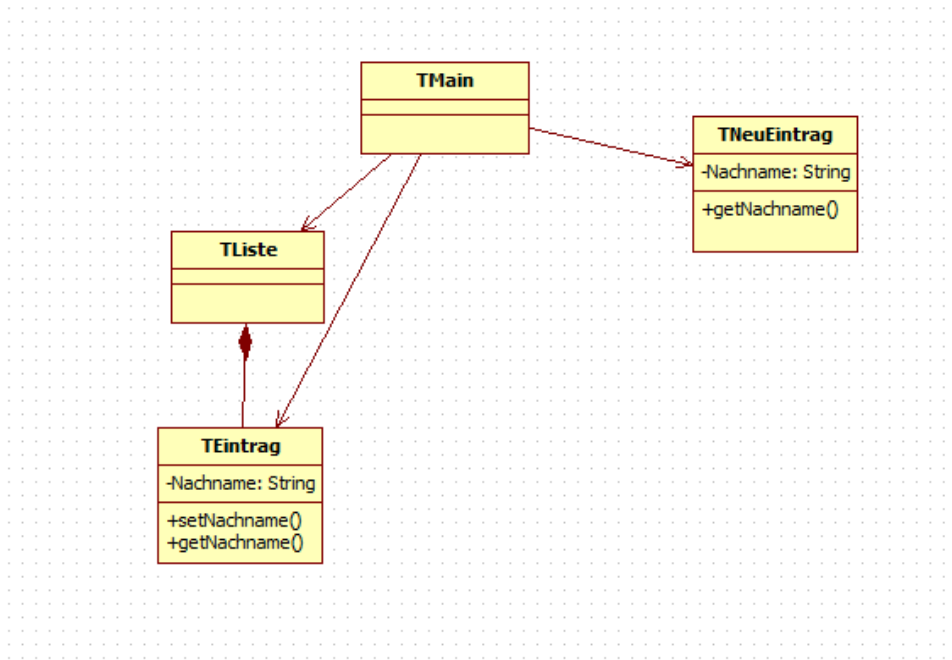 TMain
TNeuEintrag
-Nachname: String
+getNachname()
TListe
TEintrag
-Nachname: String
+setNachname()
+getNachname()